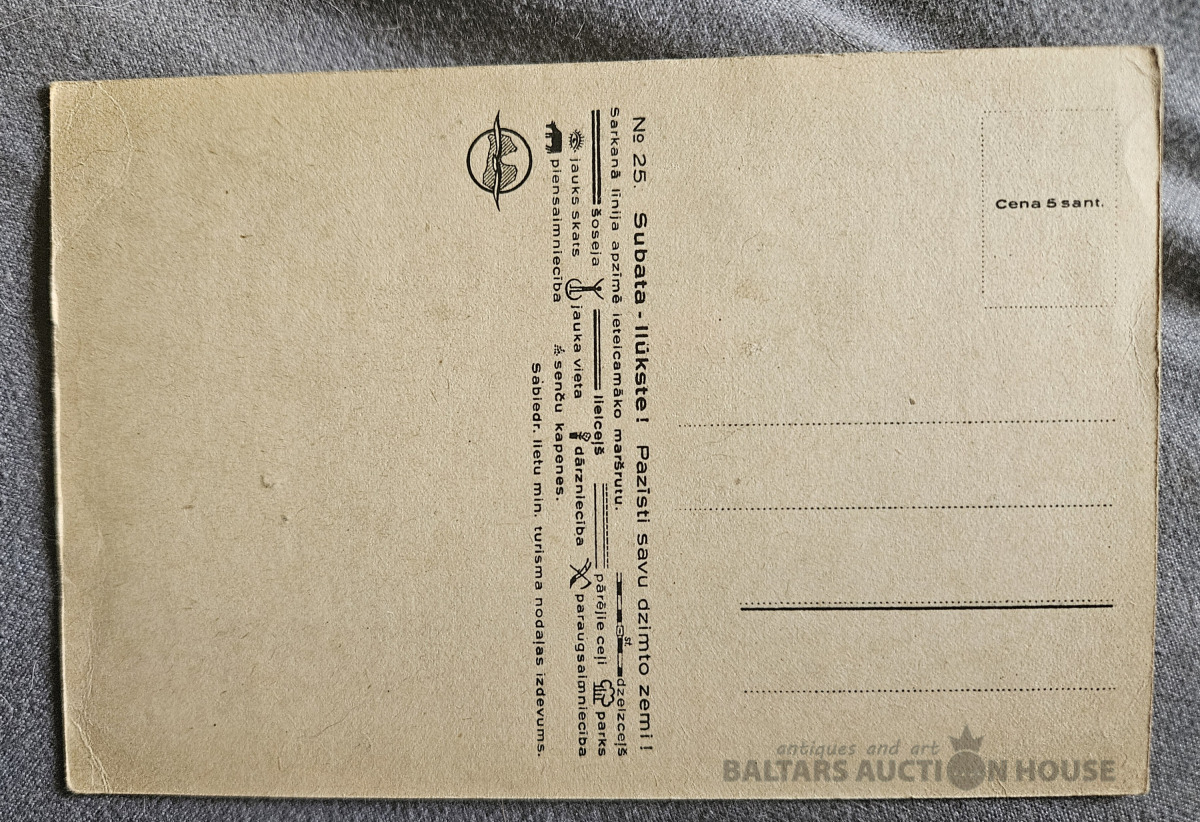 № 25. Subata - Ilūkste! Pazīsti savu dzimto zemi!
Sarkanā līnija apzīmē ieteicamāko maršrutu. st. dzelzceļš
šoseja lielceļš pārējie ceļi parks
jauks skats jauka vieta dārzniecība paraugsaimniecība
piensaimniecība senču kapenes.
Sabiedr. lietu min. turisma nodaļas izdevums.
Cena 5 sant.
antiques and art
BALTARS AUCTION HOUSE